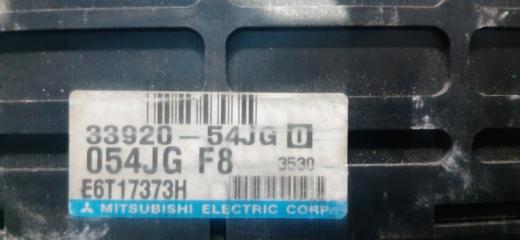 33920-54JG 0
054JG F8 3530
E6T17373H
MITSUBISHI ELECTRIC CORP.